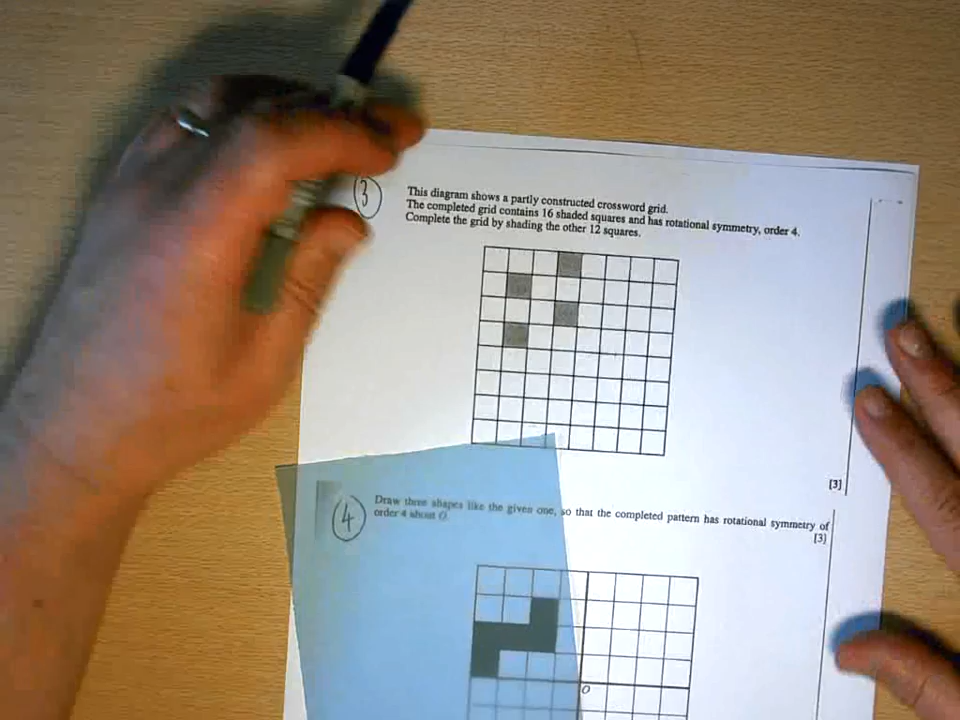 3
This diagram shows a partly constructed crossword grid.
The completed grid contains 16 shaded squares and has rotational symmetry, order 4.
Complete the grid by shading the other 12 squares.
[3]
4
Draw three shapes like the given one, so that the completed pattern has rotational symmetry of
order 4 about O.
[3]
O